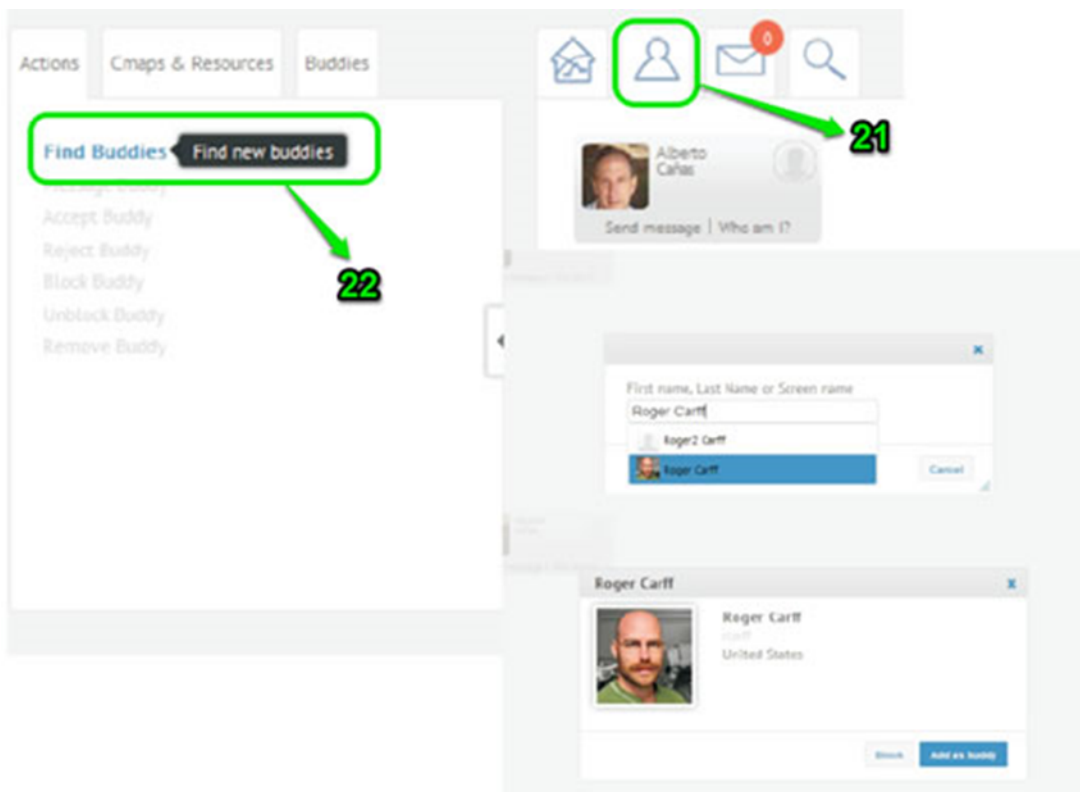 Actions
Cmaps & Resources
Buddies
0
21
Find Buddies
Find new buddies
Message Buddy
Accept Buddy
Reject Buddy
Block Buddy
Unblock Buddy
Remove Buddy
22
Alberto
Cañas
Send message | Who am I?
First name, Last Name or Screen name
Roger Carff
Roger2 Carff
Roger Carff
Cancel
Roger Carff
Roger Carff
United States
Block
Add as buddy